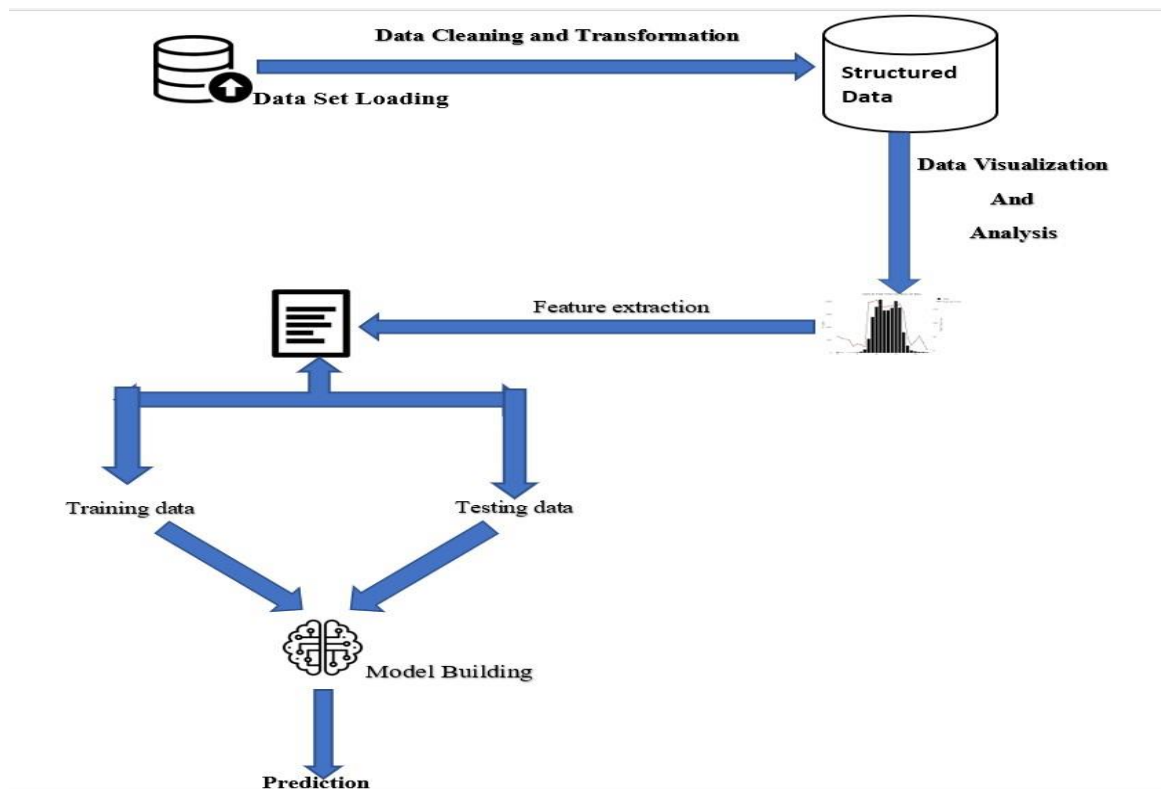 Data Cleaning and Transformation
Structured
Data
Data Set Loading
Data Visualization
And
Analysis
Feature extraction
Training data
Testing data
Model Building
Prediction